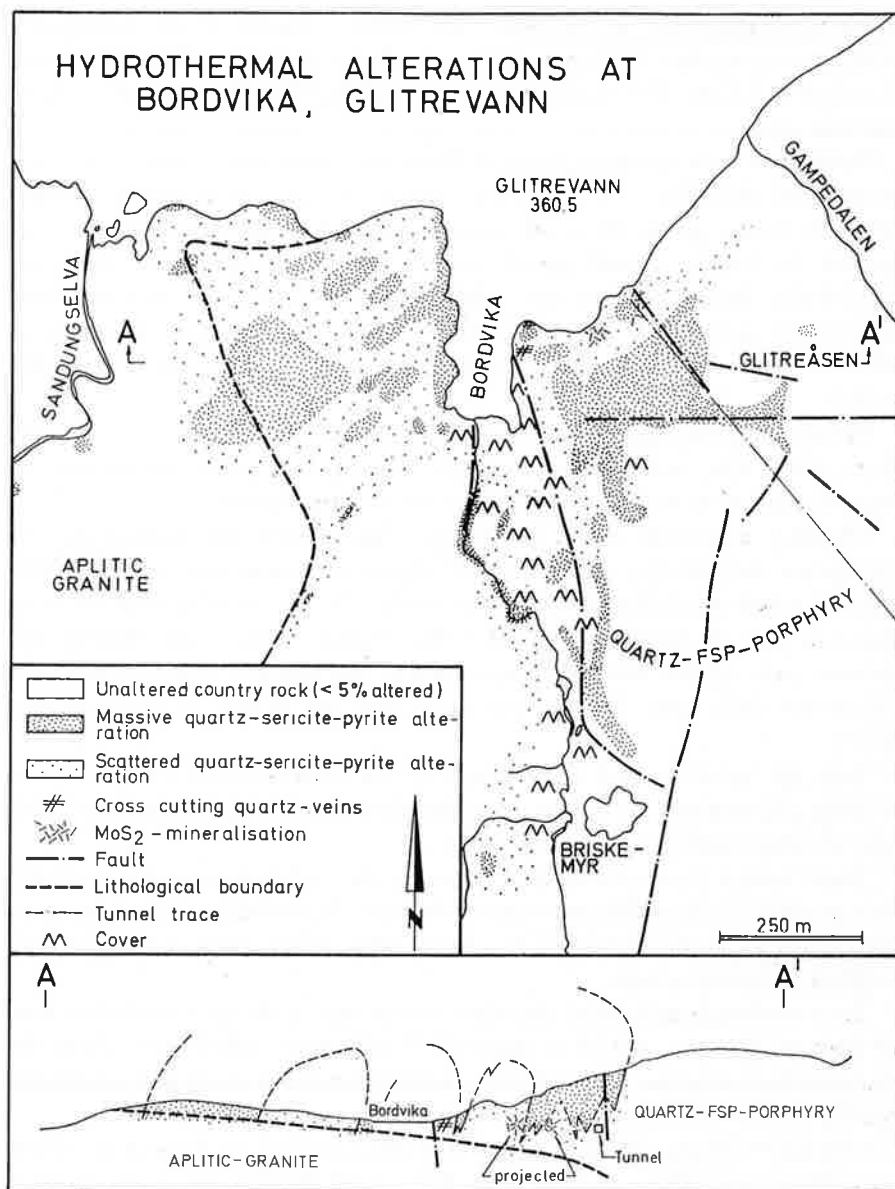 HYDROTHERMAL ALTERATIONS AT
BORDVIKA, GLITREVANN
GLITREVANN
360.5
GAMPEDALEN
SANDUNGSELVA
A
BORDVIKA
A'
GLITREÅSEN
APLITIC
GRANITE
QUARTZ-FSP-PORPHYRY
Unaltered country rock (< 5% altered)
Massive quartz-sericite-pyrite alte-
ration
Scattered quartz-sericite-pyrite alte-
ration
Cross cutting quartz-veins
MoS2-mineralisation
Fault
Lithological boundary
Tunnel trace
Cover
N
BRISKE-
MYR
250 m
A
A'
Bordvika
QUARTZ-FSP-PORPHYRY
APLITIC-GRANITE
projected
Tunnel